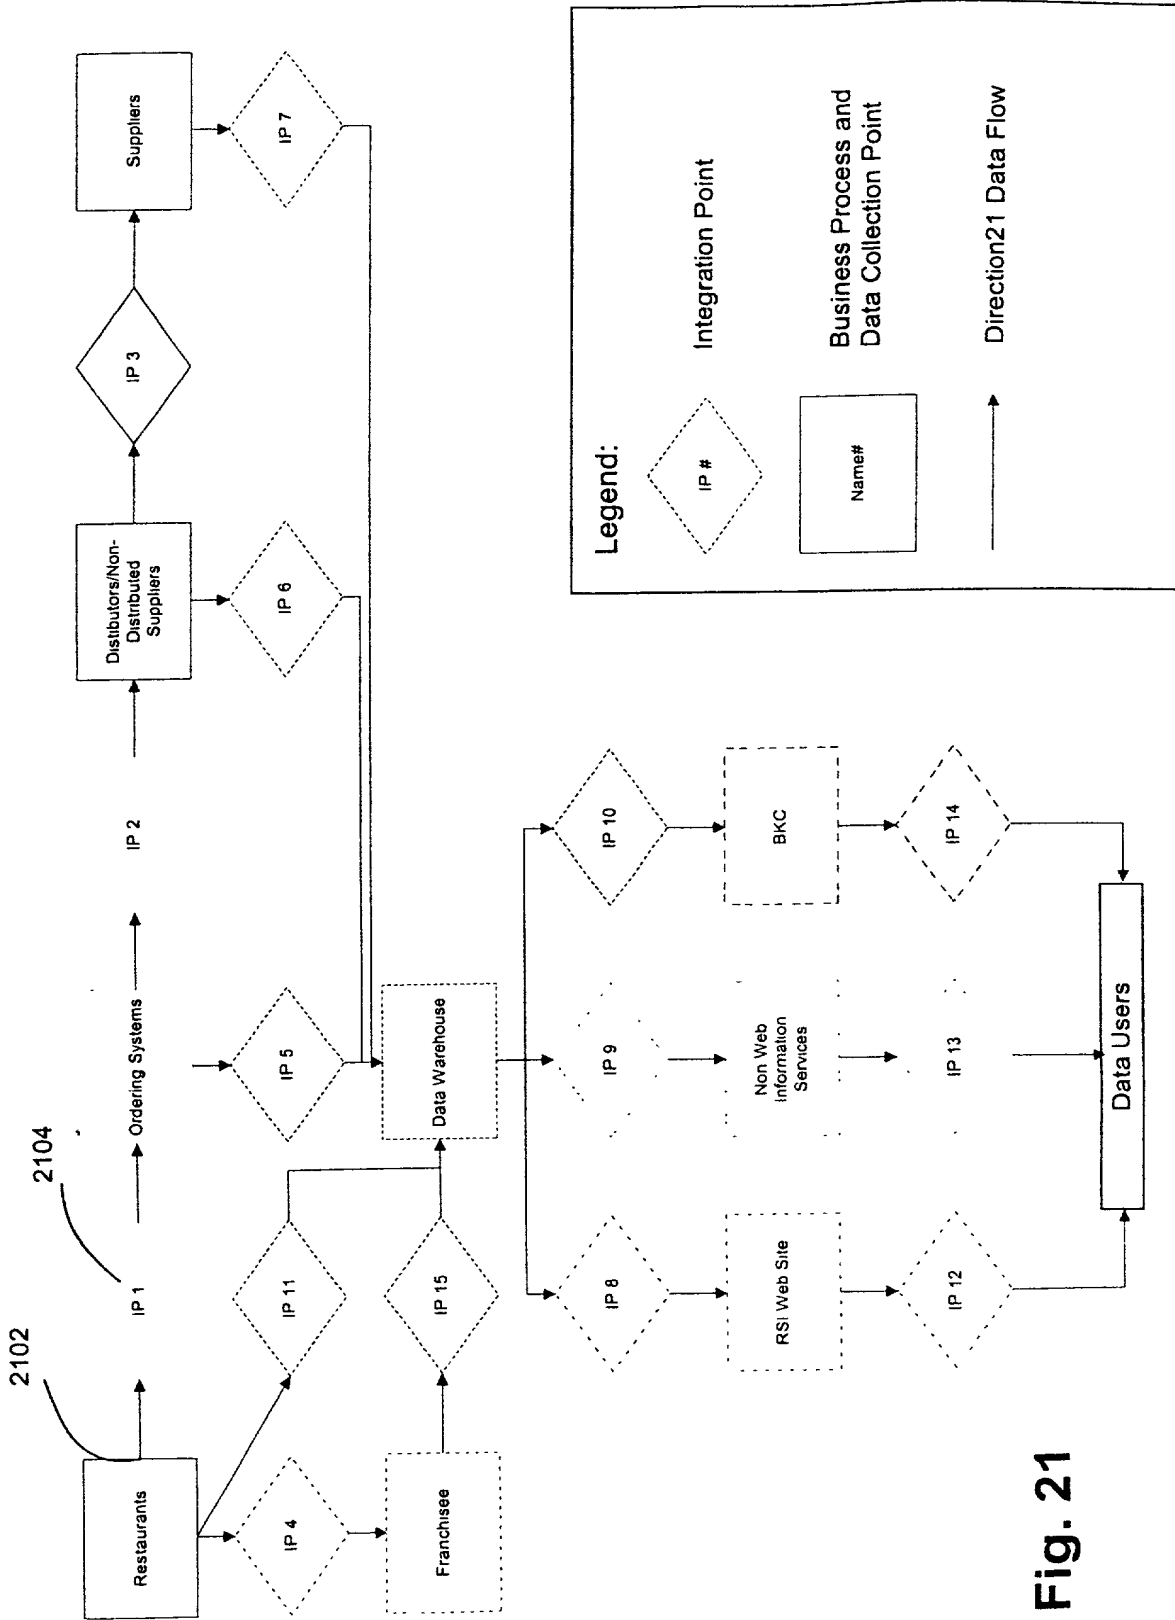 2102
2104
Restaurants
IP 1
Ordering Systems
IP 2
Distibutors/Non-
Distributed
Suppliers
IP 3
Suppliers
IP 4
IP 11
IP 5
IP 6
IP 7
Franchisee
IP 15
Data Warehouse
IP 8
IP 9
IP 10
RSI Web Site
Non Web
Information
Services
BKC
IP 12
IP 13
IP 14
Data Users
Legend:
IP #
Integration Point
Name#
Business Process and
Data Collection Point
Direction21 Data Flow
Fig. 21